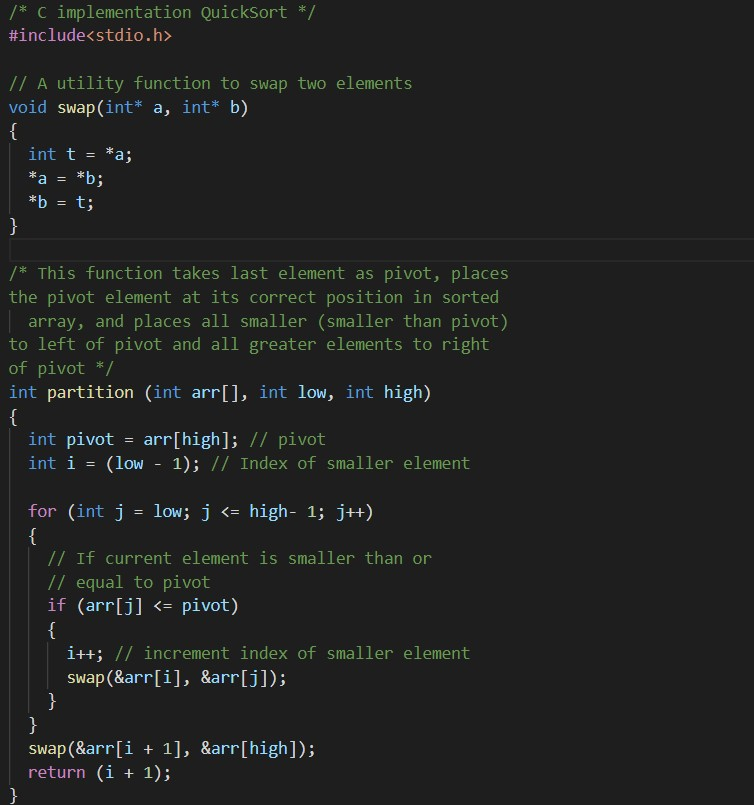 /* C implementation QuickSort */
#include<stdio.h>

// A utility function to swap two elements
void swap(int* a, int* b)
{
  int t = *a;
  *a = *b;
  *b = t;
}

/* This function takes last element as pivot, places
the pivot element at its correct position in sorted
  array, and places all smaller (smaller than pivot)
to left of pivot and all greater elements to right
of pivot */
int partition (int arr[], int low, int high)
{
  int pivot = arr[high]; // pivot
  int i = (low - 1); // Index of smaller element

  for (int j = low; j <= high- 1; j++)
  {
    // If current element is smaller than or
    // equal to pivot
    if (arr[j] <= pivot)
    {
      i++; // increment index of smaller element
      swap(&arr[i], &arr[j]);
    }
  }
  swap(&arr[i + 1], &arr[high]);
  return (i + 1);
}